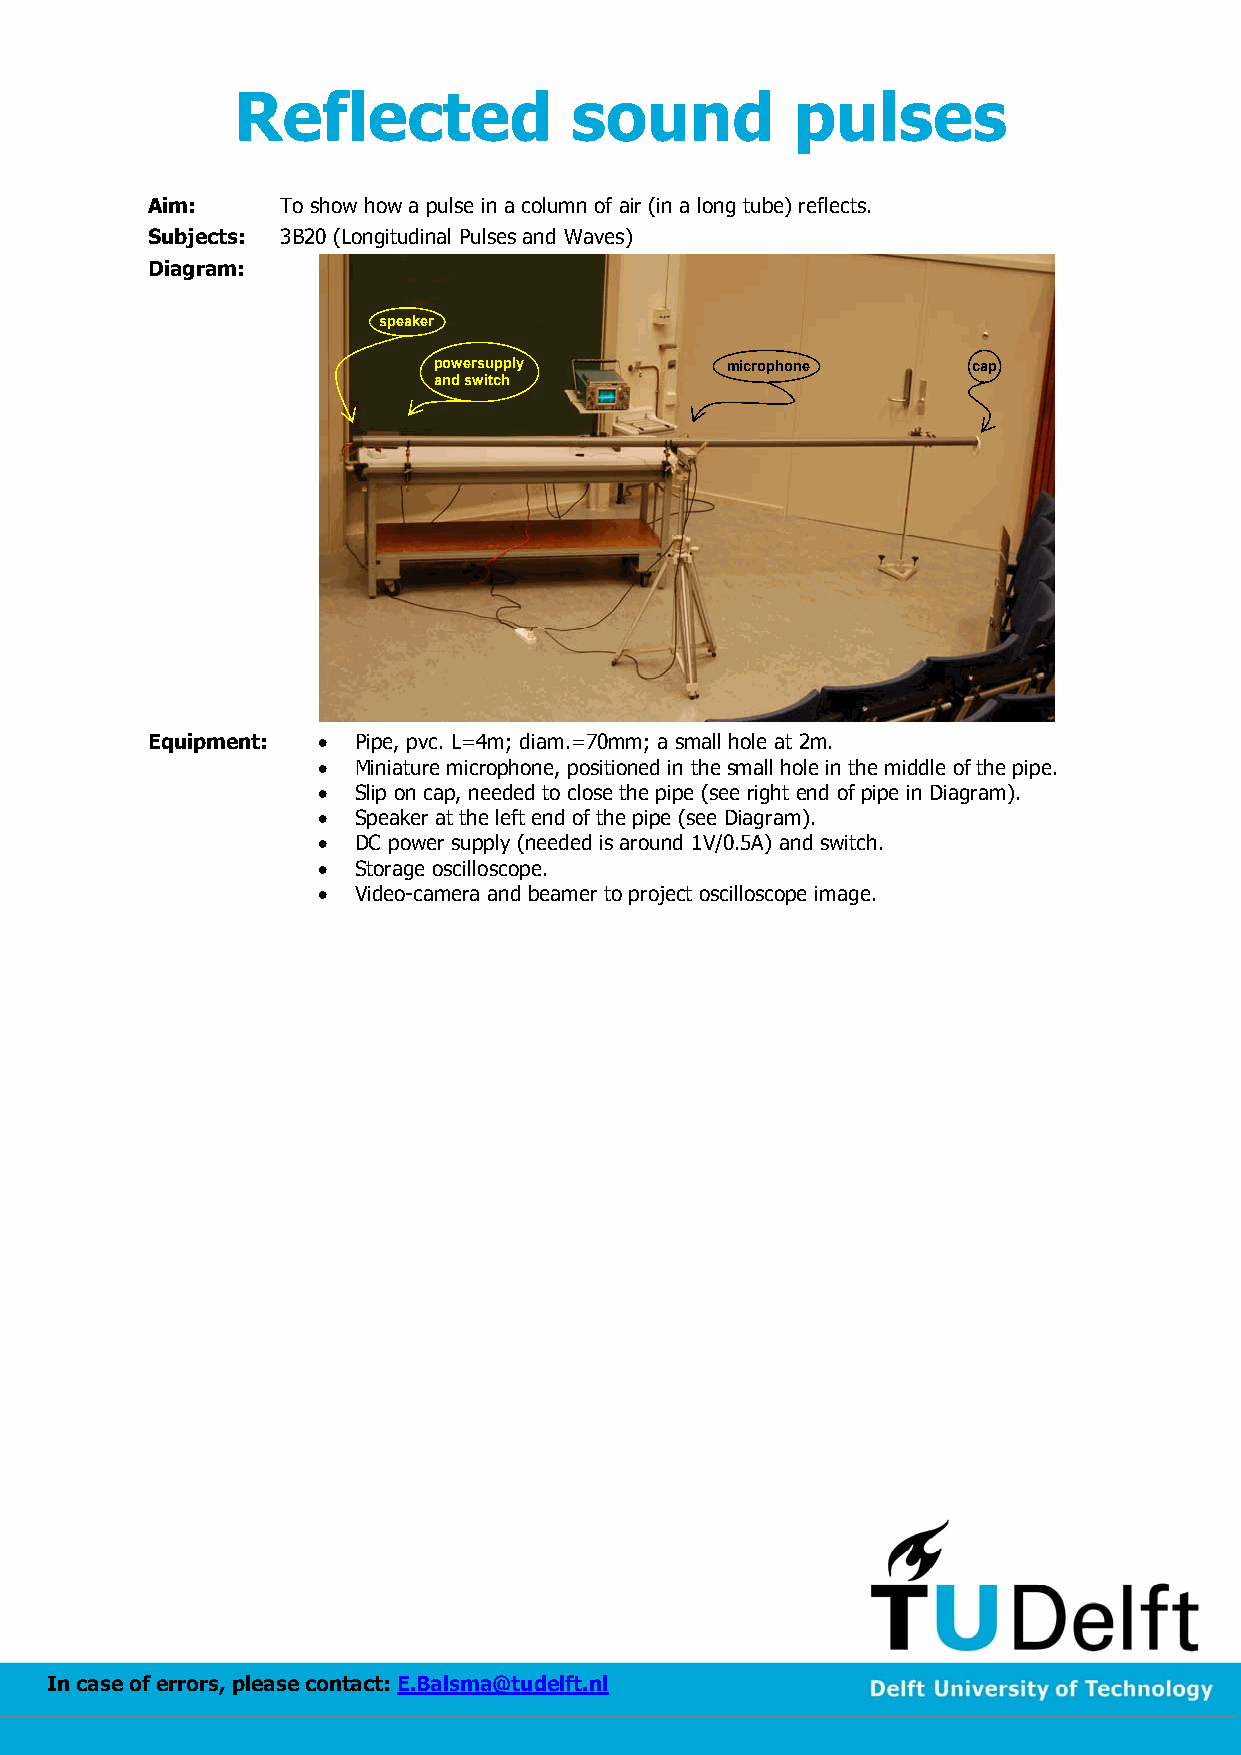 Reflected sound pulses
Aim: To show how a pulse in a column of air (in a long tube) reflects.
Subjects: 3B20 (Longitudinal Pulses and Waves)
Diagram:
speaker
powersupply
and switch
microphone
cap
Equipment: • Pipe, pvc. L=4m; diam.=70mm; a small hole at 2m.
• Miniature microphone, positioned in the small hole in the middle of the pipe.
• Slip on cap, needed to close the pipe (see right end of pipe in Diagram).
• Speaker at the left end of the pipe (see Diagram).
• DC power supply (needed is around 1V/0.5A) and switch.
• Storage oscilloscope.
• Video-camera and beamer to project oscilloscope image.
TUDelft
In case of errors, please contact: E.Balsma@tudelft.nl
Delft University of Technology